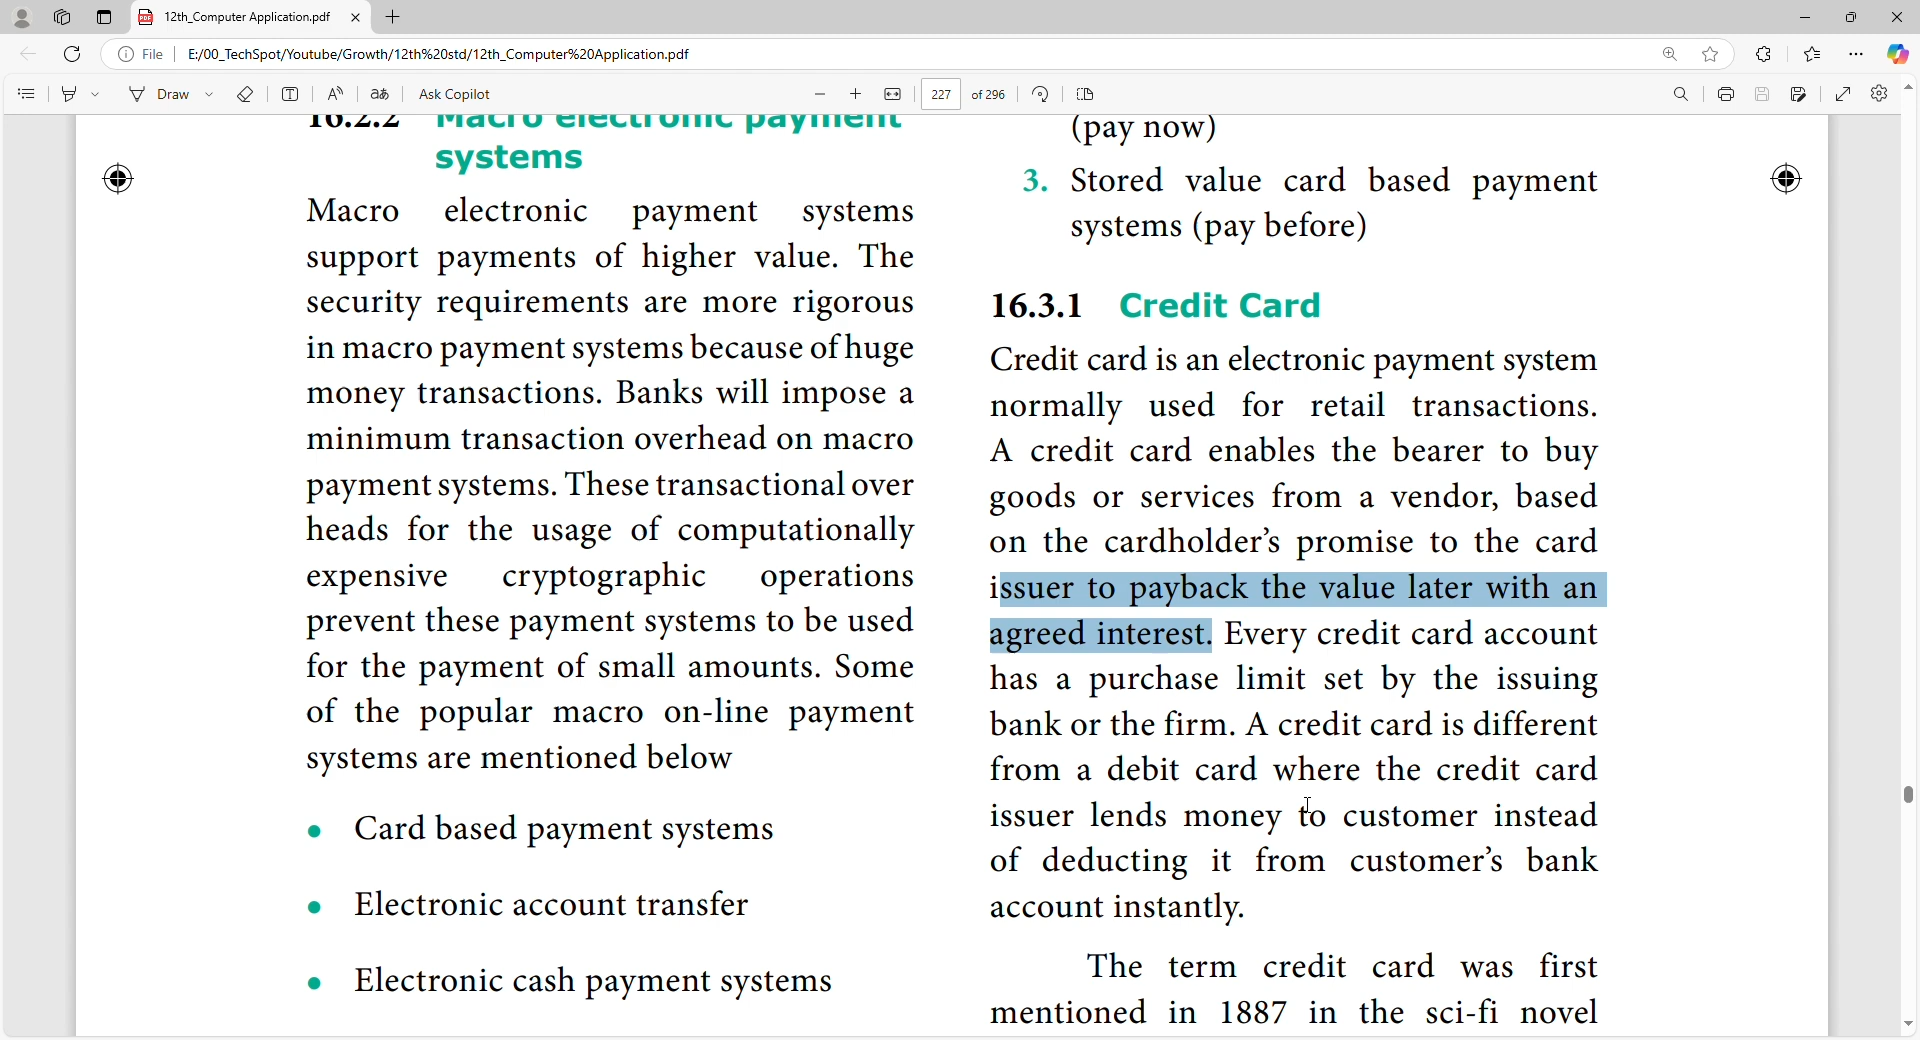 12th_Computer Application.pdf
File
E:/00_TechSpot/Youtube/Growth/12th%20std/12th_Computer%20Application.pdf
Draw
Ask Copilot
227 of 296
16.2.2 Macro electronic payment
systems
Macro electronic payment systems
support payments of higher value. The
security requirements are more rigorous
in macro payment systems because of huge
money transactions. Banks will impose a
minimum transaction overhead on macro
payment systems. These transactional over
heads for the usage of computationally
expensive cryptographic operations
prevent these payment systems to be used
for the payment of small amounts. Some
of the popular macro on-line payment
systems are mentioned below
• Card based payment systems
• Electronic account transfer
• Electronic cash payment systems
(pay now)
3. Stored value card based payment
systems (pay before)
16.3.1 Credit Card
Credit card is an electronic payment system
normally used for retail transactions.
A credit card enables the bearer to buy
goods or services from a vendor, based
on the cardholder’s promise to the card
issuer to payback the value later with an
agreed interest. Every credit card account
has a purchase limit set by the issuing
bank or the firm. A credit card is different
from a debit card where the credit card
issuer lends money to customer instead
of deducting it from customer’s bank
account instantly.
The term credit card was first
mentioned in 1887 in the sci-fi novel